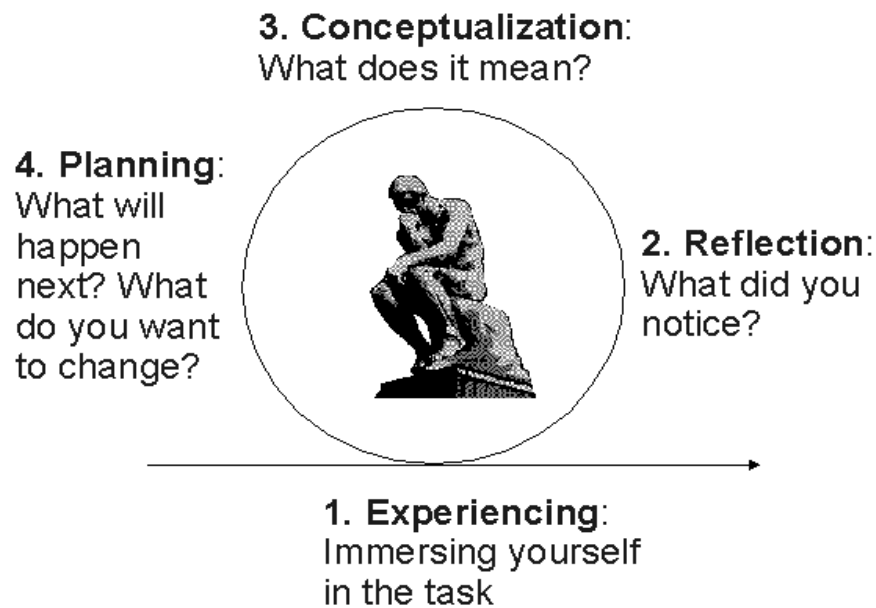 3. Conceptualization:
What does it mean?
4. Planning:
What will
happen
next? What
do you want
to change?
2. Reflection:
What did you
notice?
1. Experiencing:
Immersing yourself
in the task